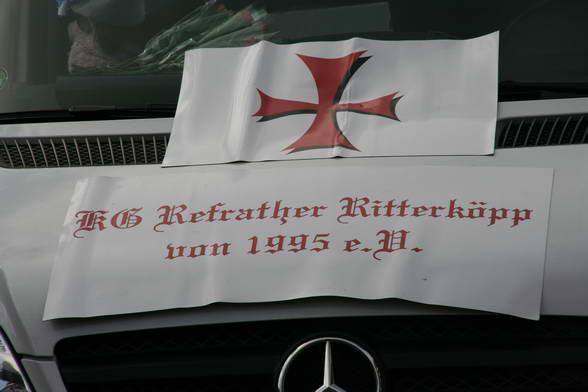 KG Refrather Ritterköpp
von 1995 e.V.